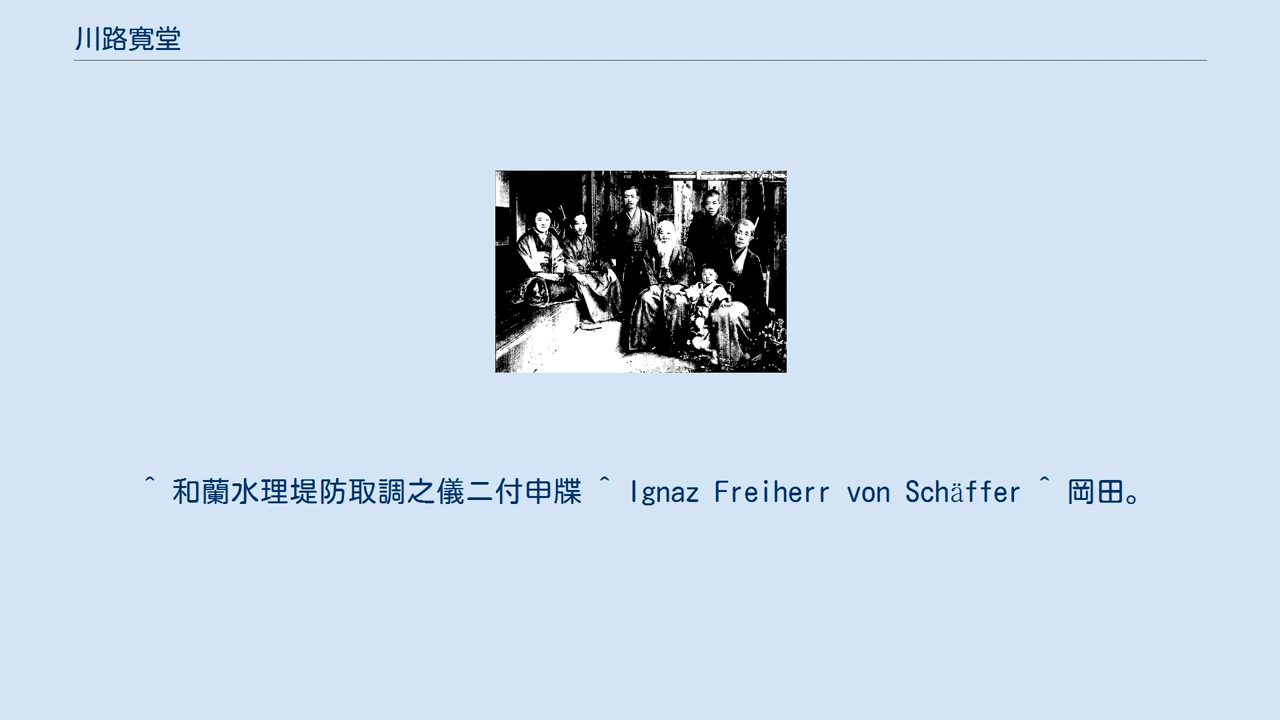 川路寛堂
^ 和蘭水理堤防取調之儀ニ付申牒 ^ Ignaz Freiherr von Schäffer ^ 岡田。